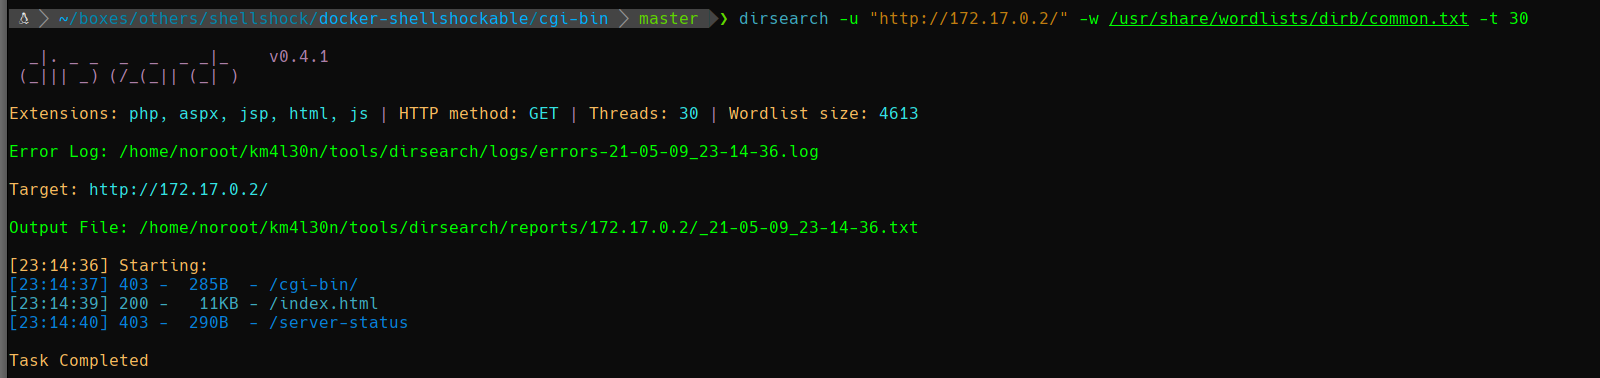 ~/boxes/others/shellshock/docker-shellshockable/cgi-bin master ❯ dirsearch -u "http://172.17.0.2/" -w /usr/share/wordlists/dirb/common.txt -t 30
  _|. _ _  _  _  _ _|_    v0.4.1
 (_||| _) (/_(_|| (_| )
Extensions: php, aspx, jsp, html, js | HTTP method: GET | Threads: 30 | Wordlist size: 4613
Error Log: /home/noroot/km4l30n/tools/dirsearch/logs/errors-21-05-09_23-14-36.log
Target: http://172.17.0.2/
Output File: /home/noroot/km4l30n/tools/dirsearch/reports/172.17.0.2/_21-05-09_23-14-36.txt
[23:14:36] Starting:
[23:14:37] 403 -  285B  - /cgi-bin/
[23:14:39] 200 -   11KB - /index.html
[23:14:40] 403 -  290B  - /server-status
Task Completed